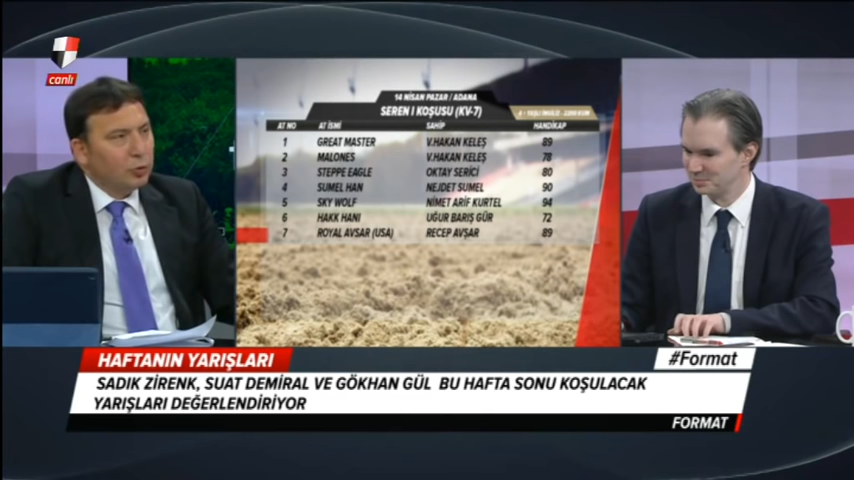 canlı
14 NİSAN PAZAR / ADANA
SEREN I KOŞUSU (KV-7)
AT NO AT İSMİ SAHİP HANDİKAP
1 GREAT MASTER V.HAKAN KELEŞ 89
2 MALONES V.HAKAN KELEŞ 78
3 STEPPE EAGLE OKTAY SERİCİ 80
4 SUMEL HAN NEJDET SUMEL 90
5 SKY WOLF NİMET ARİF KURTEL 94
6 HAKK HANI UĞUR BARIŞ GÜR 72
7 ROYAL AVSAR (USA) RECEP AVŞAR 89
HAFTANIN YARIŞLARI
#Format
SADIK ZİRENK, SUAT DEMİRAL VE GÖKHAN GÜL BU HAFTA SONU KOŞULACAK
YARIŞLARI DEĞERLENDİRİYOR
FORMAT